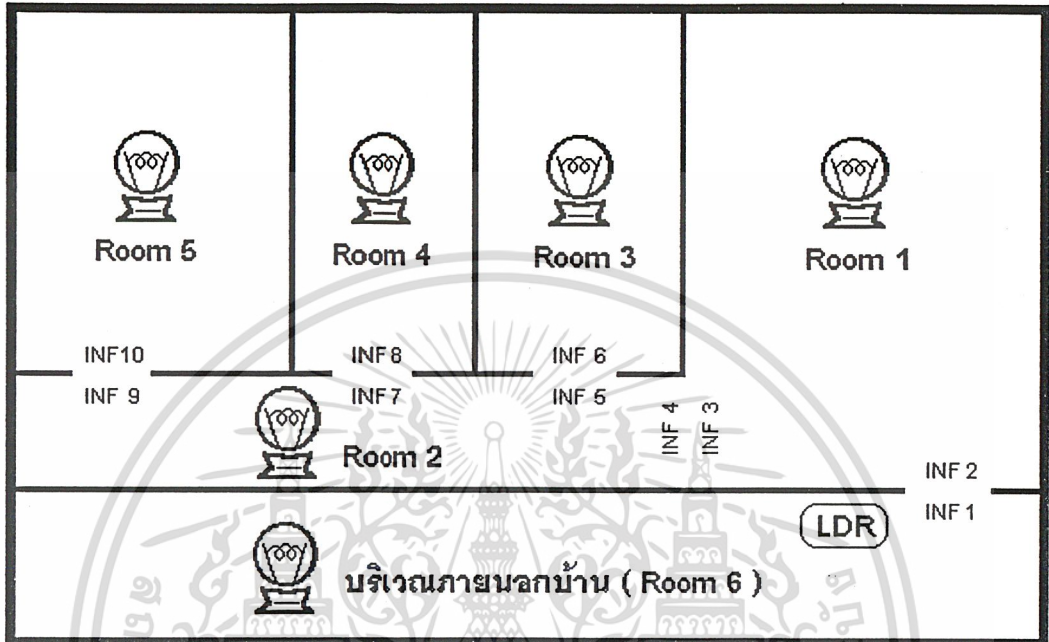 Room 5
Room 4
Room 3
Room 1
INF10
INF 8
INF 6
INF 9
INF7
INF 5
INF 4
INF 3
Room 2
INF 2
INF 1
LDR
บริเวณภายนอกบ้าน ( Room 6 )